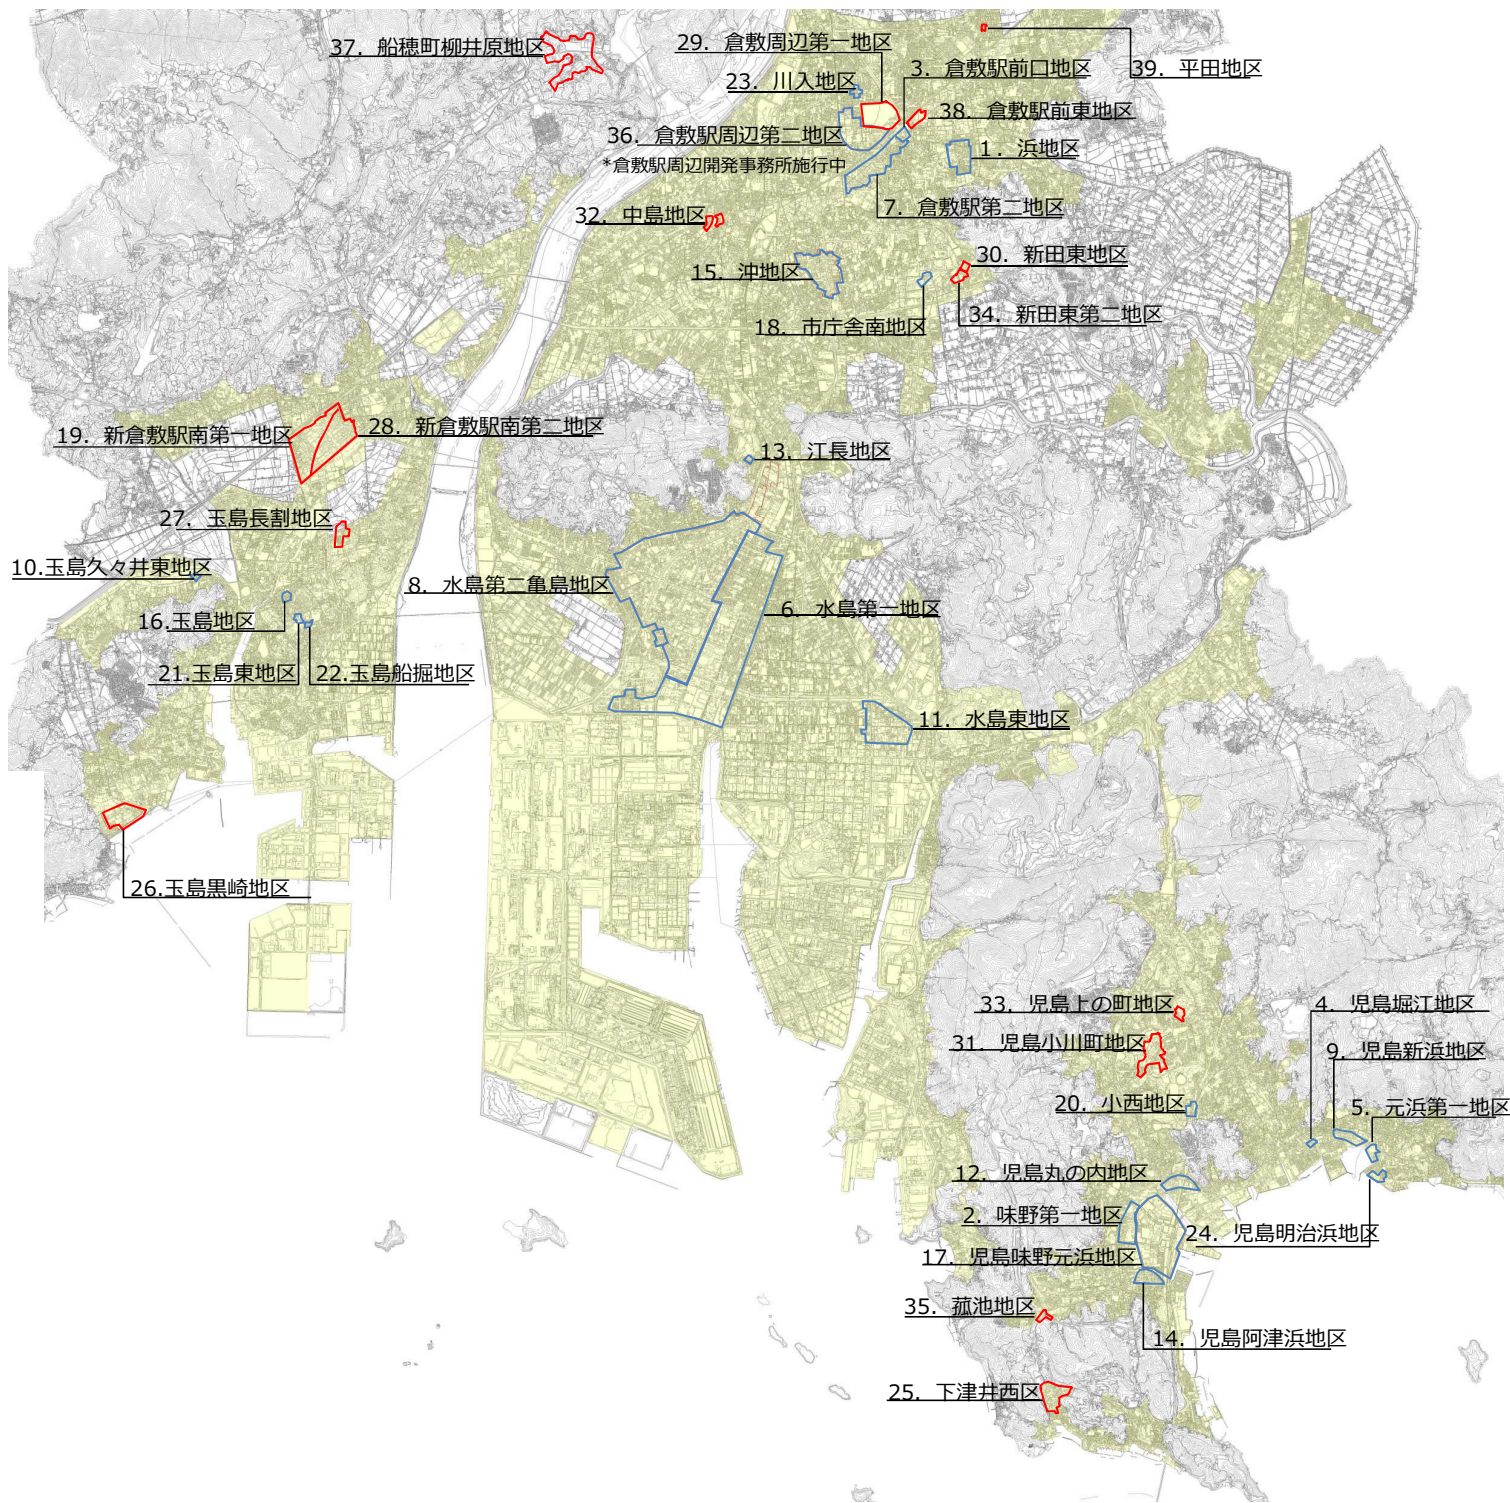 37. 船穂町柳井原地区
29. 倉敷周辺第一地区
3. 倉敷駅前口地区
39. 平田地区
23. 川入地区
38. 倉敷駅前東地区
36. 倉敷駅周辺第二地区
*倉敷駅周辺開発事務所施行中
1. 浜地区
7. 倉敷駅第二地区
32. 中島地区
30. 新田東地区
15. 沖地区
34. 新田東第二地区
18. 市庁舎南地区
19. 新倉敷駅南第一地区
28. 新倉敷駅南第二地区
13. 江長地区
27. 玉島長割地区
10.玉島久々井東地区
8. 水島第二亀島地区
6. 水島第一地区
16.玉島地区
21.玉島東地区
22.玉島船掘地区
11. 水島東地区
26.玉島黒崎地区
33. 児島上の町地区
4. 児島堀江地区
31. 児島小川町地区
9. 児島新浜地区
20. 小西地区
5. 元浜第一地区
12. 児島丸の内地区
2. 味野第一地区
24. 児島明治浜地区
17. 児島味野元浜地区
35. 菰池地区
14. 児島阿津浜地区
25. 下津井西区